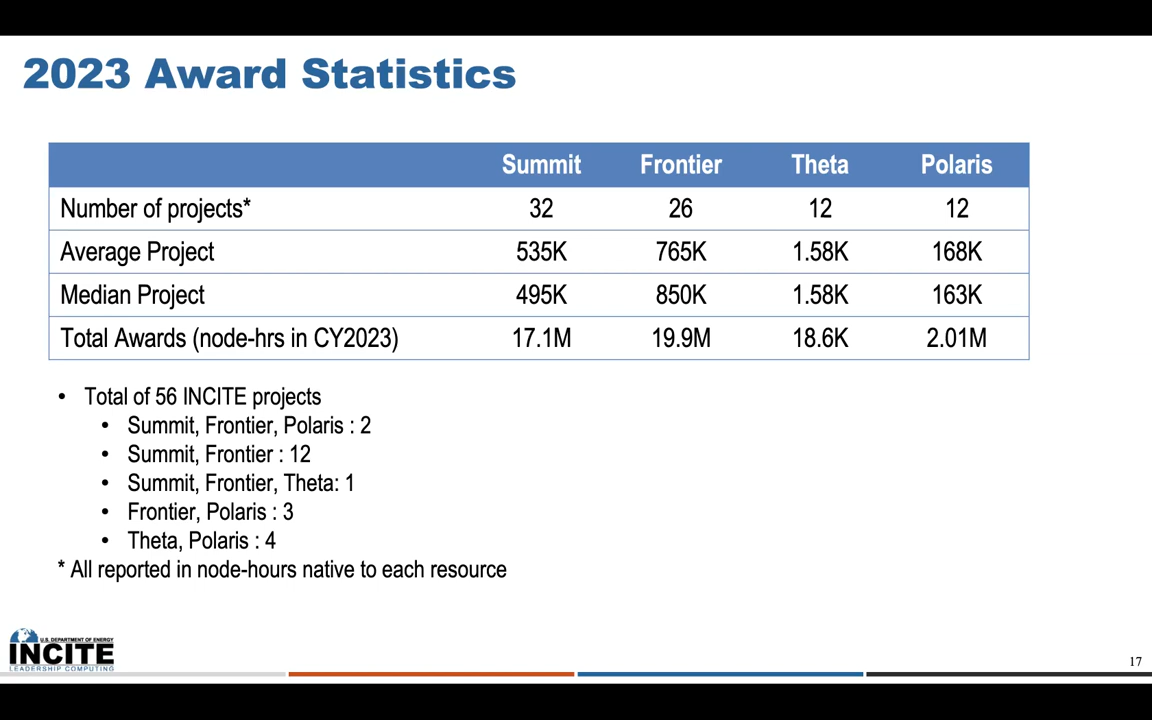 2023 Award Statistics
Summit Frontier Theta Polaris
Number of projects* 32 26 12 12
Average Project 535K 765K 1.58K 168K
Median Project 495K 850K 1.58K 163K
Total Awards (node-hrs in CY2023) 17.1M 19.9M 18.6K 2.01M
• Total of 56 INCITE projects
• Summit, Frontier, Polaris : 2
• Summit, Frontier : 12
• Summit, Frontier, Theta: 1
• Frontier, Polaris : 3
• Theta, Polaris : 4
* All reported in node-hours native to each resource
U.S. DEPARTMENT OF ENERGY
INCITE
LEADERSHIP COMPUTING
17